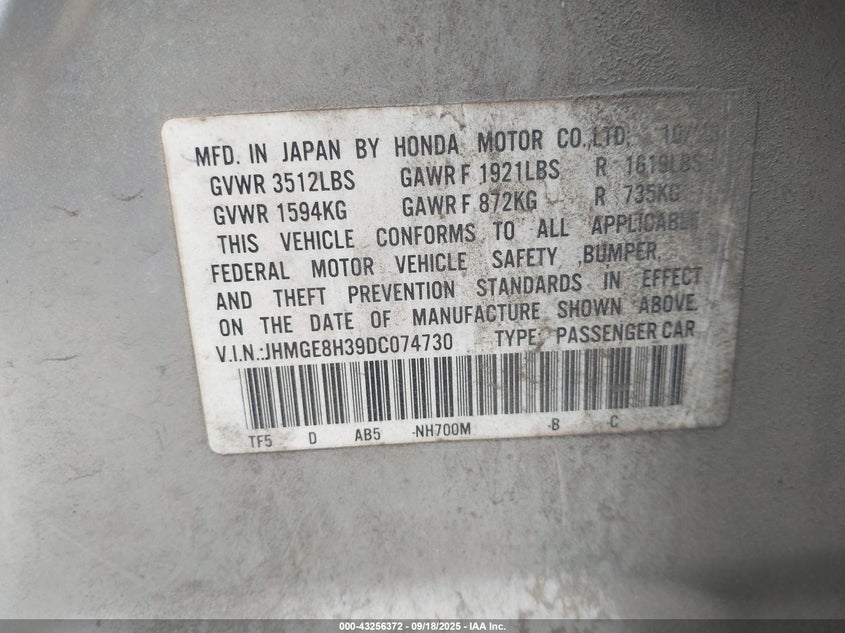 MFD. IN JAPAN BY HONDA MOTOR CO.,LTD. 10/
GVWR 3512LBS GAWR F 1921LBS R 1619LBS
GVWR 1594KG GAWR F 872KG R 735KG
THIS VEHICLE CONFORMS TO ALL APPLICABLE
FEDERAL MOTOR VEHICLE SAFETY ,BUMPER,
AND THEFT PREVENTION STANDARDS IN EFFECT
ON THE DATE OF MANUFACTURE SHOWN ABOVE.
V.I.N.:JHMGE8H39DC074730 TYPE: PASSENGER CAR
TF5 D AB5 -NH700M -B -C
000-43256372 - 09/18/2025 - IAA Inc.